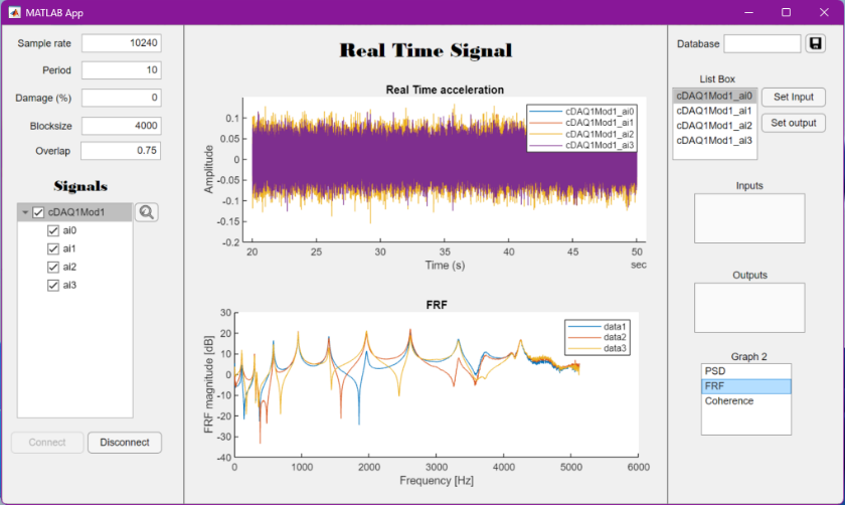 MATLAB App
Sample rate 10240
Period 10
Damage (%) 0
Blocksize 4000
Overlap 0.75
Signals
cDAQ1Mod1
ai0
ai1
ai2
ai3
Connect Disconnect
Real Time Signal
Real Time acceleration
0.1
0.05
0
-0.05
-0.1
-0.15
-0.2
Amplitude
cDAQ1Mod1_ai0
cDAQ1Mod1_ai1
cDAQ1Mod1_ai2
cDAQ1Mod1_ai3
20 25 30 35 40 45 50
Time (s) sec
FRF
30
20
10
0
-10
-20
-30
-40
FRF magnitude [dB]
data1
data2
data3
0 1000 2000 3000 4000 5000 6000
Frequency [Hz]
Database
List Box
cDAQ1Mod1_ai0
cDAQ1Mod1_ai1
cDAQ1Mod1_ai2
cDAQ1Mod1_ai3
Set Input
Set output
Inputs
Outputs
Graph 2
PSD
FRF
Coherence